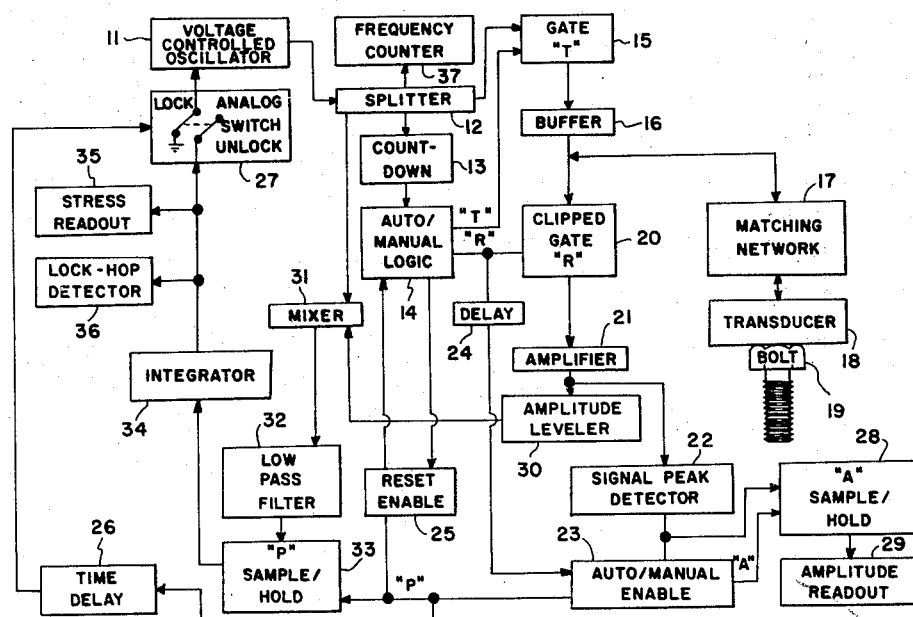 11
VOLTAGE
CONTROLLED
OSCILLATOR
FREQUENCY
COUNTER
37
GATE
"T"
15
SPLITTER
12
BUFFER
16
LOCK
ANALOG
SWITCH
UNLOCK
27
COUNT-
DOWN
13
35
STRESS
READOUT
AUTO/
MANUAL
LOGIC
14
"T"
"R"
CLIPPED
GATE
"R"
20
17
MATCHING
NETWORK
LOCK-HOP
DETECTOR
36
31
MIXER
DELAY
24
21
AMPLIFIER
TRANSDUCER
18
BOLT
19
INTEGRATOR
34
AMPLITUDE
LEVELER
30
32
LOW
PASS
FILTER
RESET
ENABLE
25
22
SIGNAL PEAK
DETECTOR
28
"A"
SAMPLE/
HOLD
26
TIME
DELAY
"P"
SAMPLE/
HOLD
33
"P"
23
AUTO/MANUAL
ENABLE
"A"
29
AMPLITUDE
READOUT